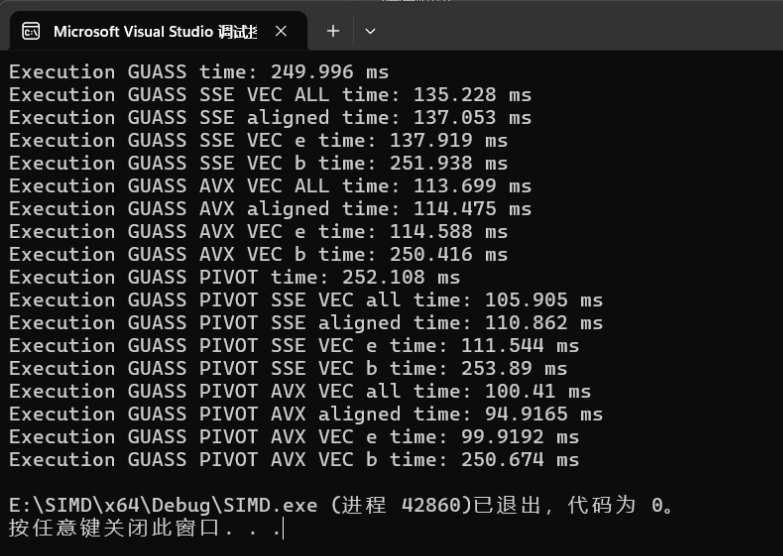 Microsoft Visual Studio 调试控
Execution GUASS time: 249.996 ms
Execution GUASS SSE VEC ALL time: 135.228 ms
Execution GUASS SSE aligned time: 137.053 ms
Execution GUASS SSE VEC e time: 137.919 ms
Execution GUASS SSE VEC b time: 251.938 ms
Execution GUASS AVX VEC ALL time: 113.699 ms
Execution GUASS AVX aligned time: 114.475 ms
Execution GUASS AVX VEC e time: 114.588 ms
Execution GUASS AVX VEC b time: 250.416 ms
Execution GUASS PIVOT time: 252.108 ms
Execution GUASS PIVOT SSE VEC all time: 105.905 ms
Execution GUASS PIVOT SSE aligned time: 110.862 ms
Execution GUASS PIVOT SSE VEC e time: 111.544 ms
Execution GUASS PIVOT SSE VEC b time: 253.89 ms
Execution GUASS PIVOT AVX VEC all time: 100.41 ms
Execution GUASS PIVOT AVX aligned time: 94.9165 ms
Execution GUASS PIVOT AVX VEC e time: 99.9192 ms
Execution GUASS PIVOT AVX VEC b time: 250.674 ms
E:\SIMD\x64\Debug\SIMD.exe (进程 42860)已退出，代码为 0。
按任意键关闭此窗口. . .